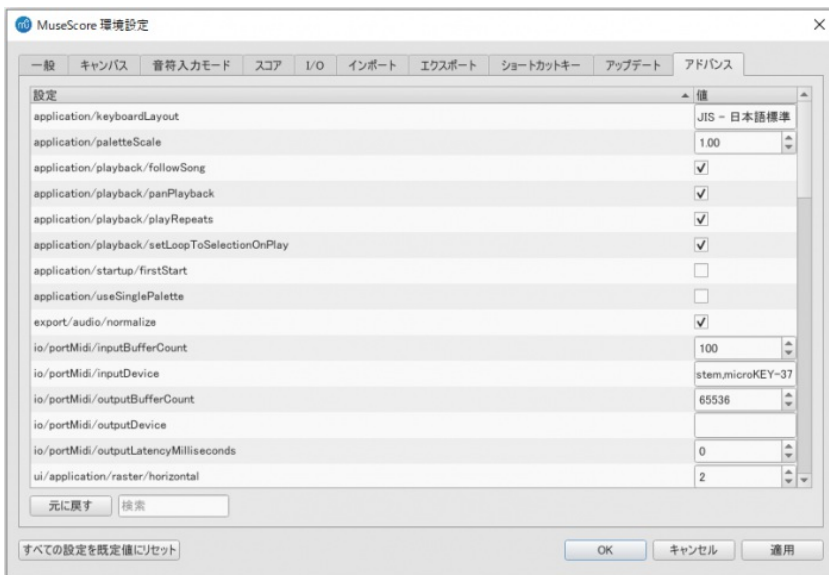 MuseScore 環境設定
一般 キャンバス 音符入力モード スコア I/O インポート エクスポート ショートカットキー アップデート アドバンス
設定 値
application/keyboardLayout JIS - 日本語標準
application/paletteScale 1.00
application/playback/followSong
application/playback/panPlayback
application/playback/playRepeats
application/playback/setLoopToSelectionOnPlay
application/startup/firstStart
application/useSinglePalette
export/audio/normalize
io/portMidi/inputBufferCount 100
io/portMidi/inputDevice stem,microKEY-37
io/portMidi/outputBufferCount 65536
io/portMidi/outputDevice
io/portMidi/outputLatencyMilliseconds 0
ui/application/raster/horizontal 2
元に戻す 検索
すべての設定を既定値にリセット OK キャンセル 適用